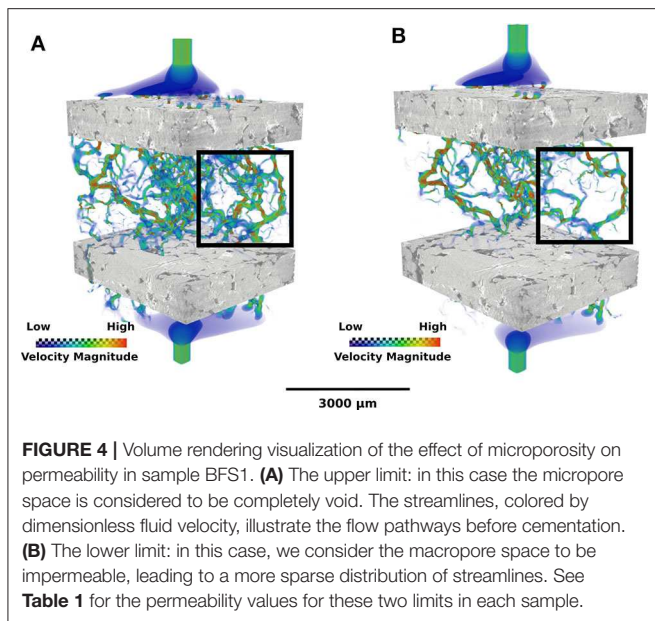 A
B
Low High
Velocity Magnitude
Low High
Velocity Magnitude
3000 µm
FIGURE 4 | Volume rendering visualization of the effect of microporosity on
permeability in sample BFS1. (A) The upper limit: in this case the micropore
space is considered to be completely void. The streamlines, colored by
dimensionless fluid velocity, illustrate the flow pathways before cementation.
(B) The lower limit: in this case, we consider the macropore space to be
impermeable, leading to a more sparse distribution of streamlines. See
Table 1 for the permeability values for these two limits in each sample.